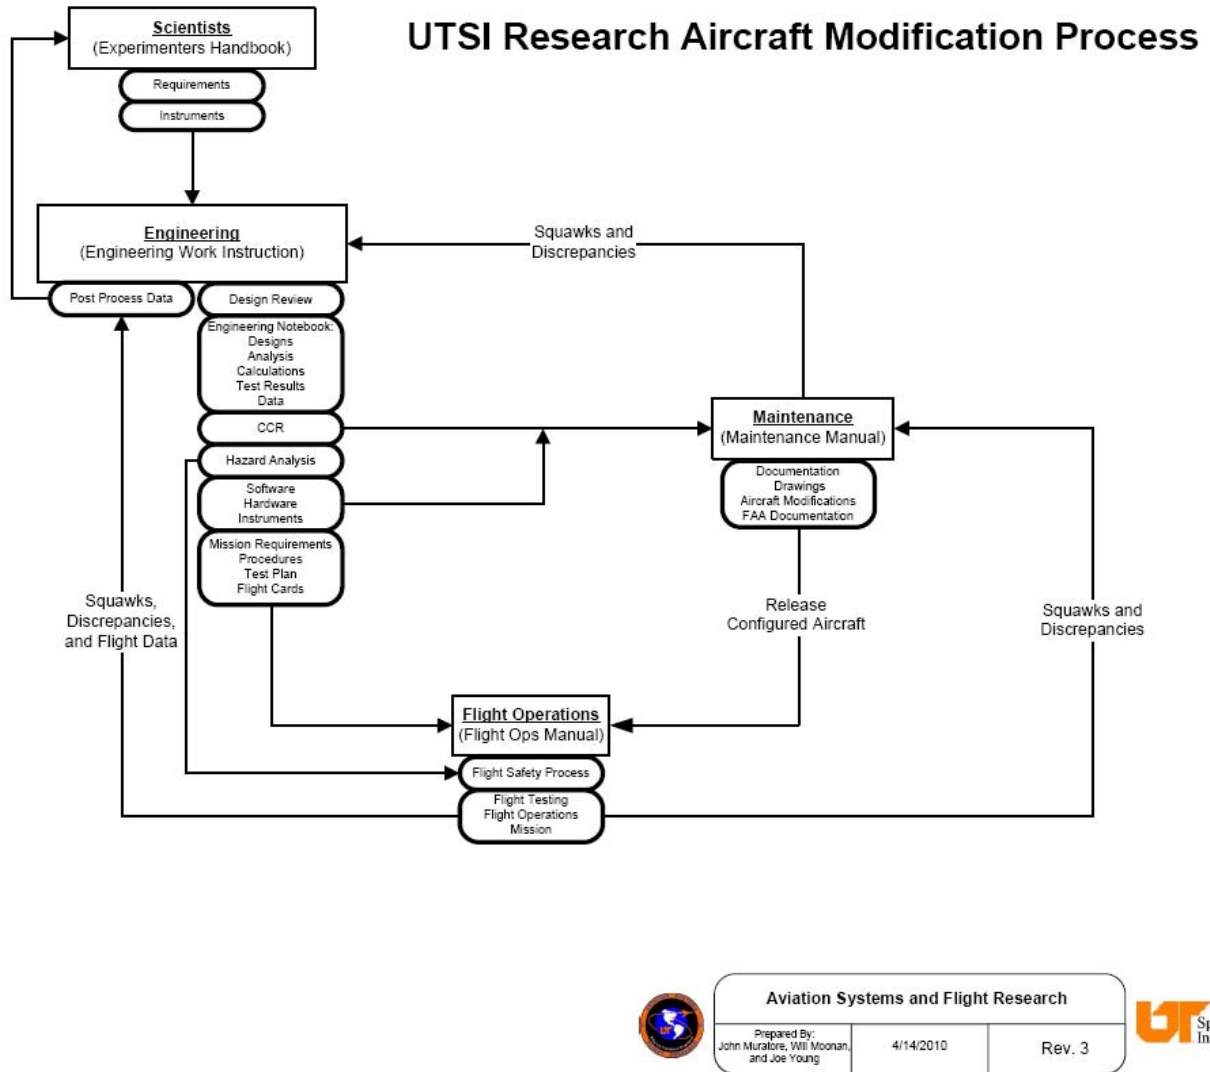 UTSI Research Aircraft Modification Process
Scientists
(Experimenters Handbook)
Requirements
Instruments
Engineering
(Engineering Work Instruction)
Post Process Data
Design Review
Engineering Notebook:
Designs
Analysis
Calculations
Test Results
Data
CCR
Hazard Analysis
Software
Hardware
Instruments
Mission Requirements
Procedures
Test Plan
Flight Cards
Squawks and
Discrepancies
Maintenance
(Maintenance Manual)
Documentation
Drawings
Aircraft Modifications
FAA Documentation
Squawks,
Discrepancies,
and Flight Data
Release
Configured Aircraft
Squawks and
Discrepancies
Flight Operations
(Flight Ops Manual)
Flight Safety Process
Flight Testing
Flight Operations
Mission
Aviation Systems and Flight Research
Prepared By:
John Muratore, Will Moonan,
and Joe Young
4/14/2010
Rev. 3
UT